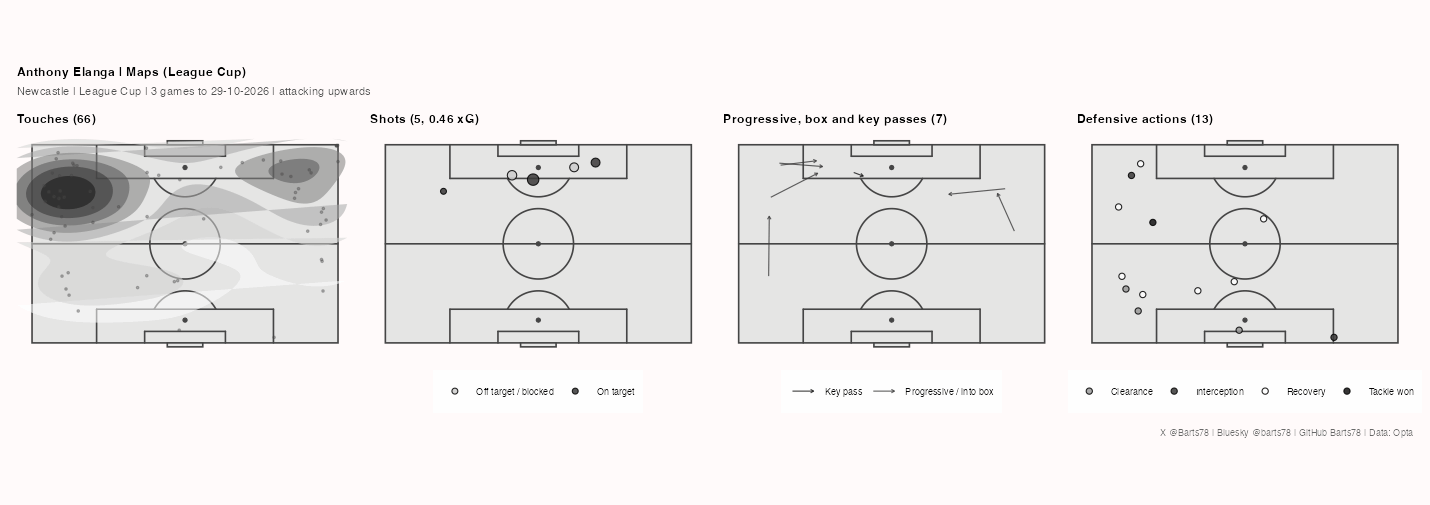 Anthony Elanga | Maps (League Cup)
Newcastle | League Cup | 3 games to 29-10-2026 | attacking upwards
Touches (66)
Shots (5, 0.46 xG)
Progressive, box and key passes (7)
Defensive actions (13)
Off target / blocked
On target
Key pass
Progressive / Into box
Clearance
Interception
Recovery
Tackle won
X @Barts78 | Bluesky @barts78 | GitHub Barts78 | Data: Opta